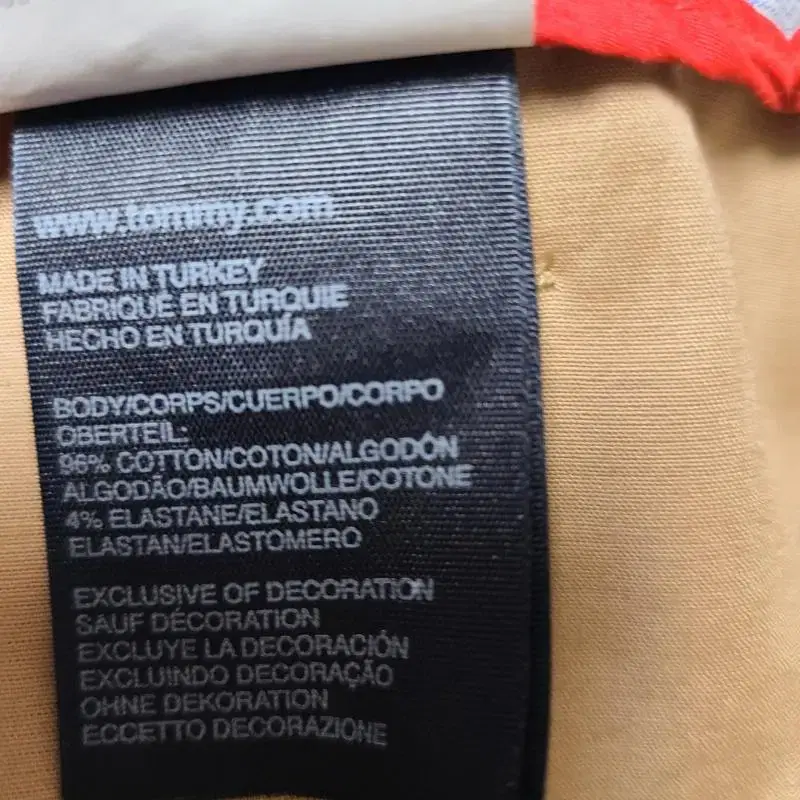 www.tommy.com
MADE IN TURKEY
FABRIQUÉ EN TURQUIE
HECHO EN TURQUÍA
BODY/CORPS/CUERPO/CORPO
OBERTEIL:
96% COTTON/COTON/ALGODÓN
ALGODÃO/BAUMWOLLE/COTONE
4% ELASTANE/ELASTANO
ELASTAN/ELASTOMERO
EXCLUSIVE OF DECORATION
SAUF DÉCORATION
EXCLUYE LA DECORACIÓN
EXCLUINDO DECORAÇÃO
OHNE DEKORATION
ECCETTO DECORAZIONE